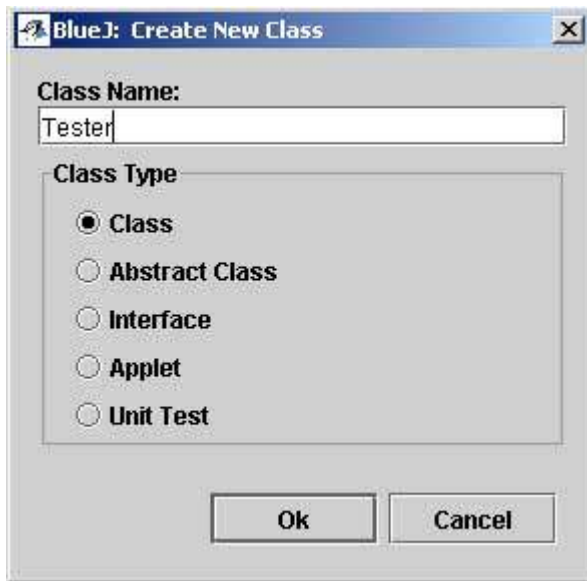 BlueJ: Create New Class
Class Name:
Tester
Class Type
Class
Abstract Class
Interface
Applet
Unit Test
Ok Cancel